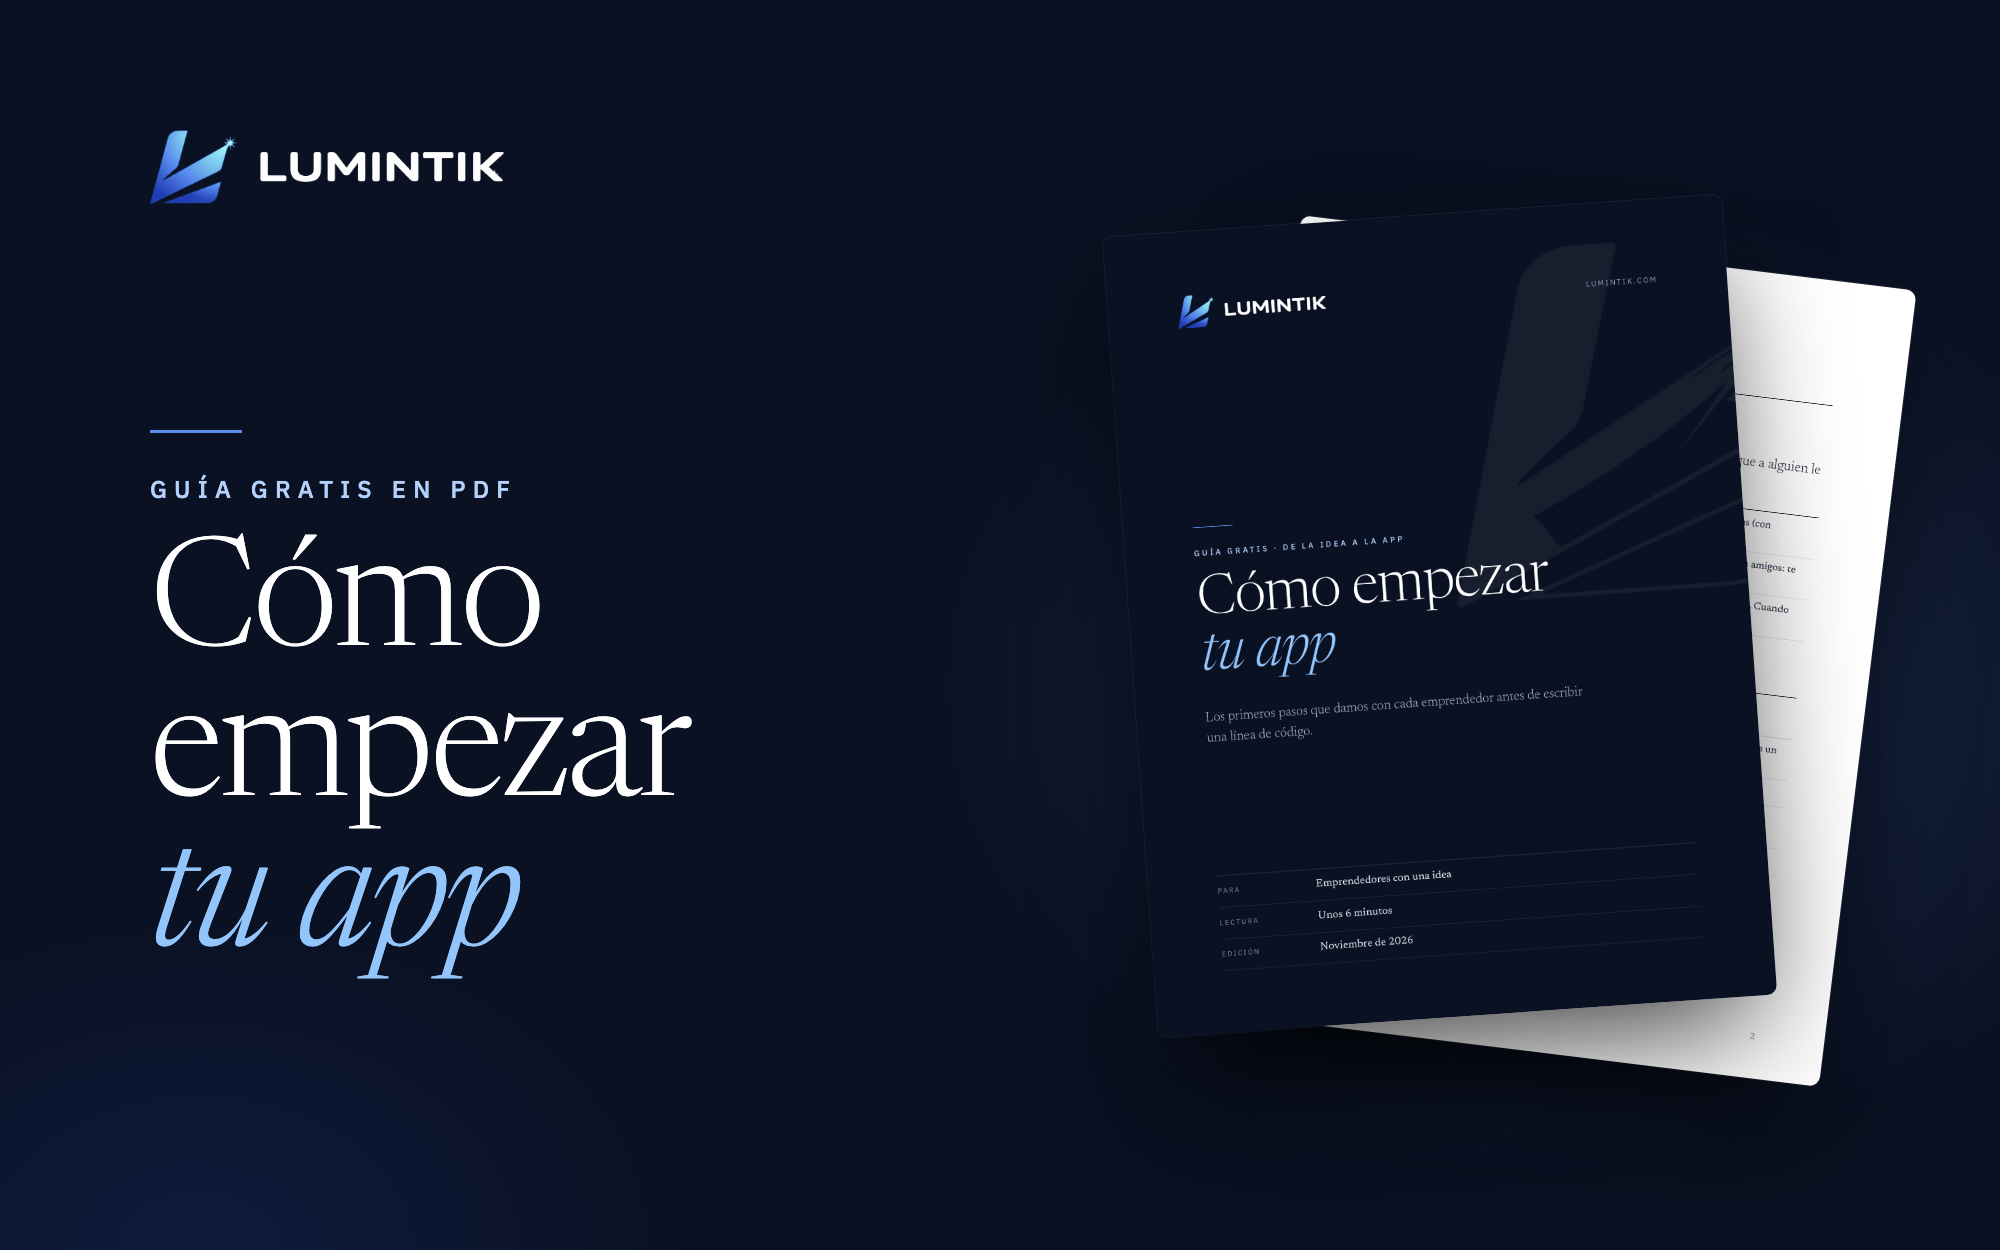 LUMINTIK
GUÍA GRATIS EN PDF
Cómo
empezar
tu app
LUMINTIK
LUMINTIK.COM
GUÍA GRATIS · DE LA IDEA A LA APP
Cómo empezar
tu app
Los primeros pasos que damos con cada emprendedor antes de escribir
una línea de código.
PARA Emprendedores con una idea
LECTURA Unos 6 minutos
EDICIÓN Noviembre de 2026
a alguien le
(con
amigos: te
Cuando
un
2